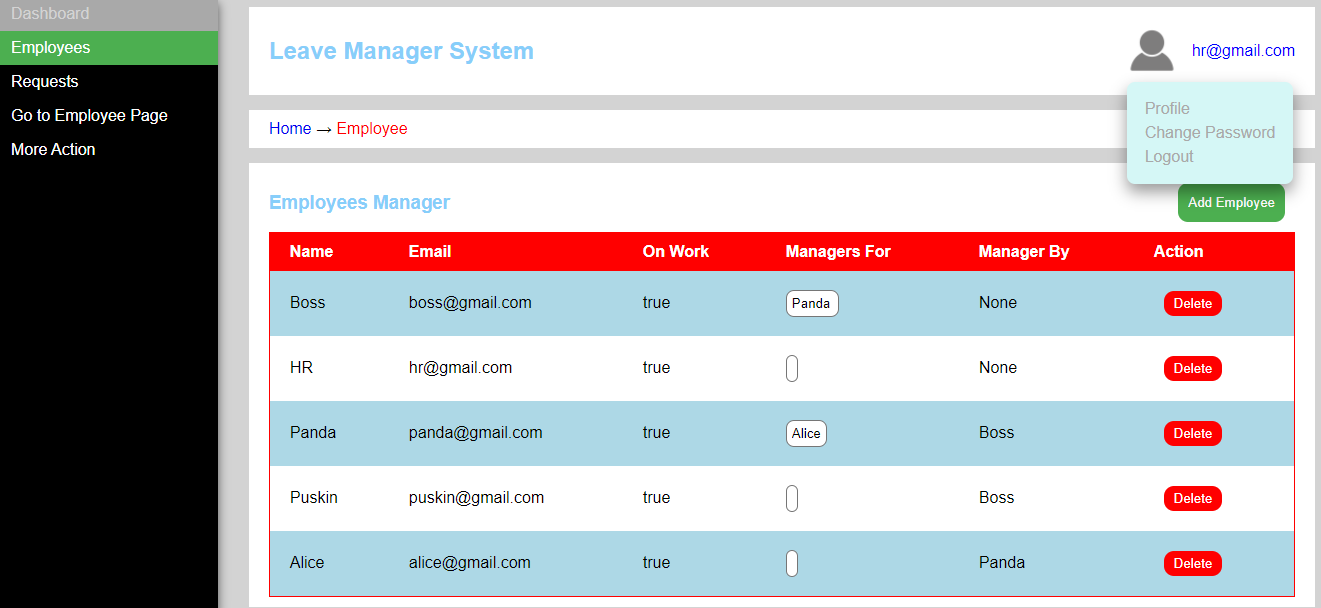 Dashboard
Employees
Requests
Go to Employee Page
More Action
Leave Manager System
hr@gmail.com
Profile
Change Password
Logout
Home → Employee
Employees Manager
Add Employee
Name Email On Work Managers For Manager By Action
Boss boss@gmail.com true Panda None Delete
HR hr@gmail.com true None Delete
Panda panda@gmail.com true Alice Boss Delete
Puskin puskin@gmail.com true Boss Delete
Alice alice@gmail.com true Panda Delete